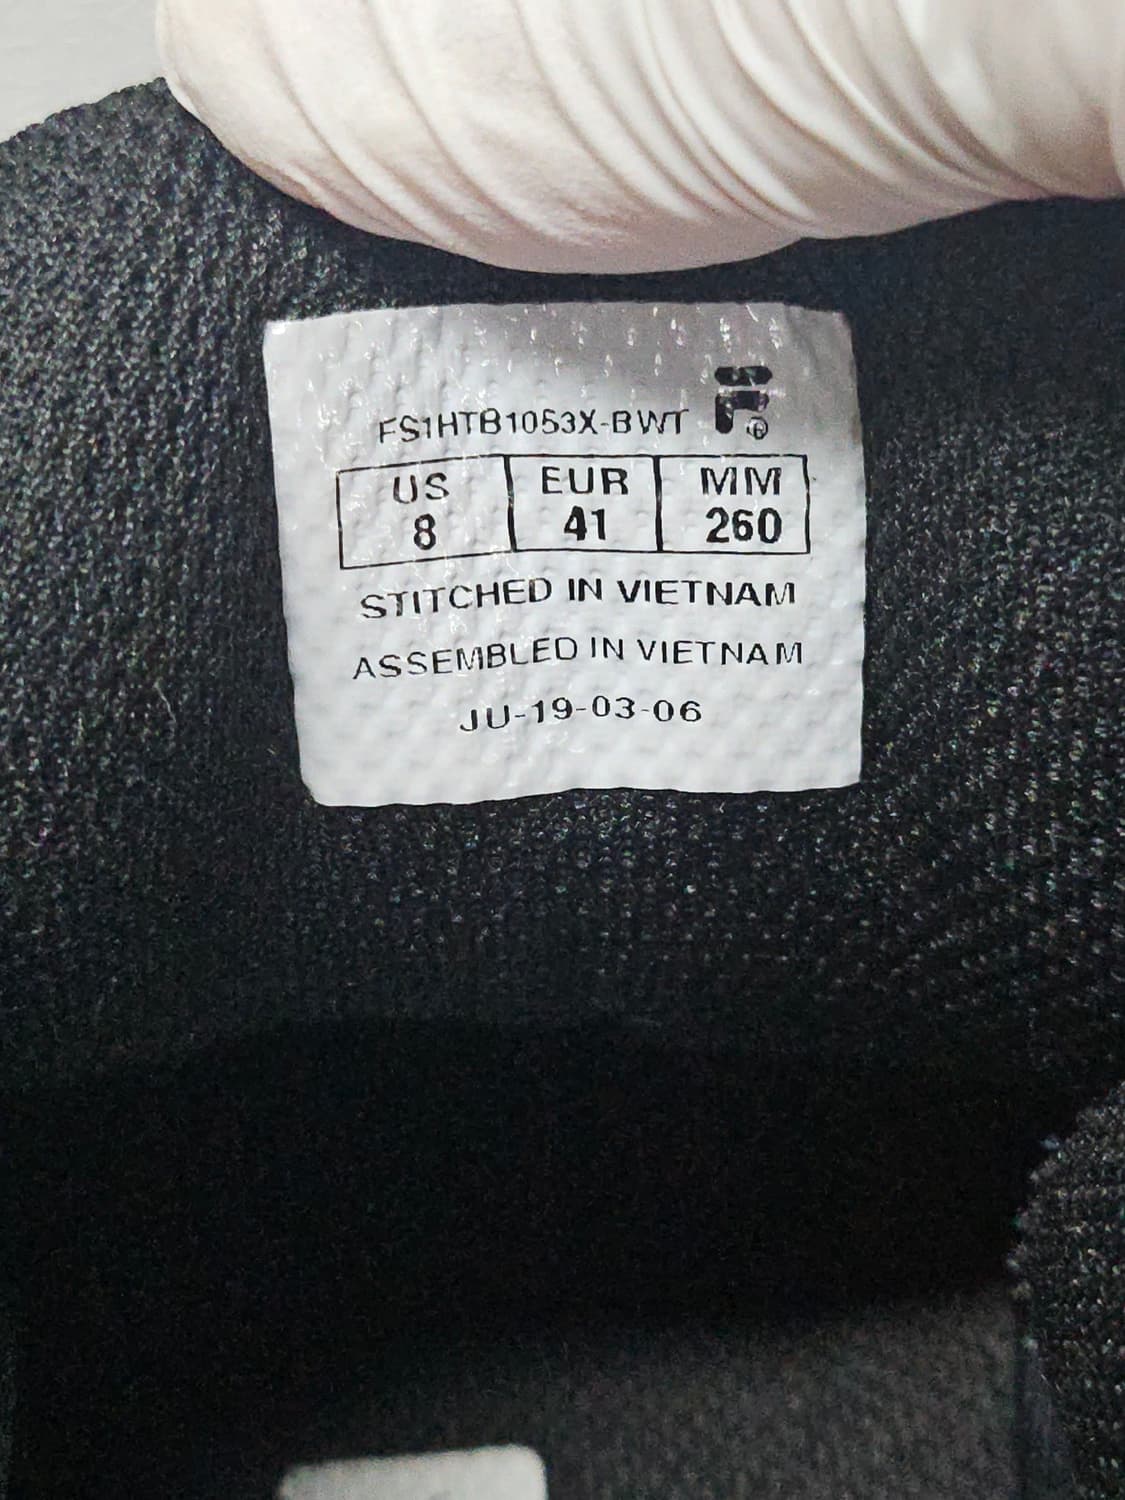 FS1HTB1053X-BWT F®
US EUR MM
8 41 260
STITCHED IN VIETNAM
ASSEMBLED IN VIETNAM
JU-19-03-06